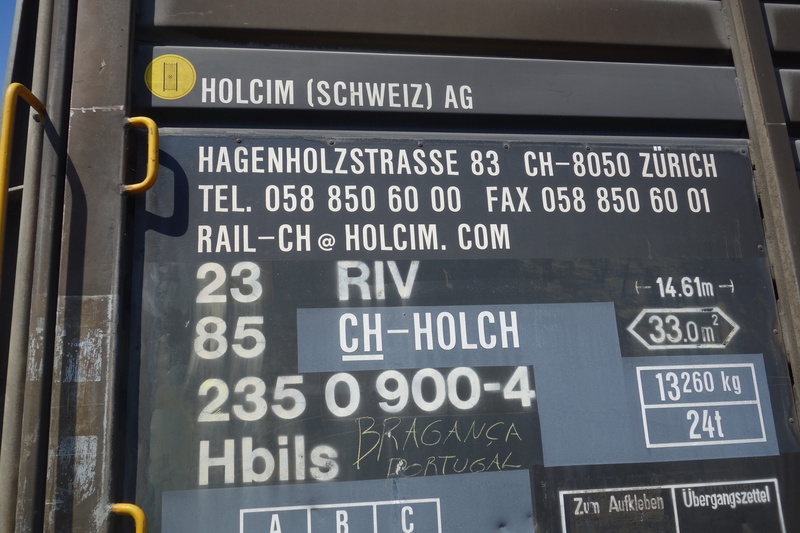 HOLCIM (SCHWEIZ) AG
HAGENHOLZSTRASSE 83 CH-8050 ZÜRICH
TEL. 058 850 60 00 FAX 058 850 60 01
RAIL-CH @ HOLCIM. COM
23 RIV
14.61m
85 CH-HOLCH
33.0 m²
235 0 900-4
13260 kg
24t
Hbils
BRAGANÇA
PORTUGAL
Zum Aufkleben Übergangszettel
A B C